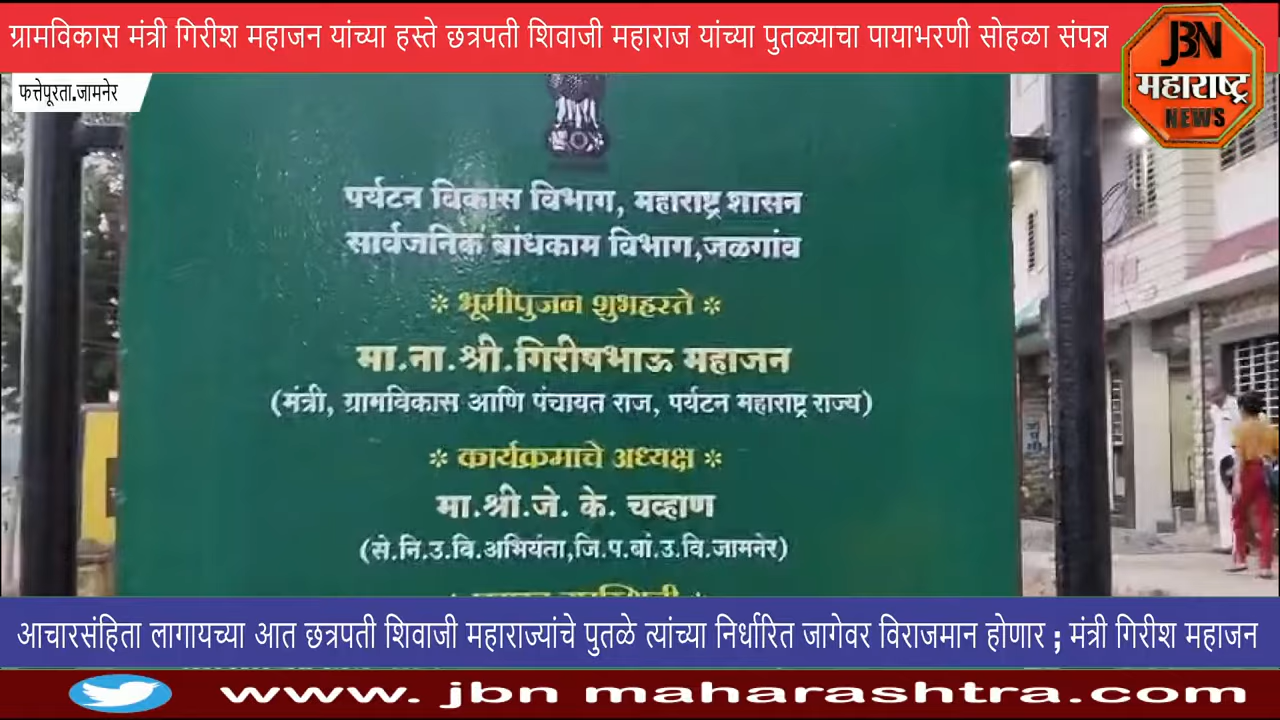 ग्रामविकास मंत्री गिरीश महाजन यांच्या हस्ते छत्रपती शिवाजी महाराज यांच्या पुतळ्याचा पायाभरणी सोहळा संपन्न
JBN
महाराष्ट्र
NEWS
फत्तेपूरता.जामनेर
पर्यटन विकास विभाग, महाराष्ट्र शासन
सार्वजनिक बांधकाम विभाग,जळगांव
* भूमीपुजन शुभहस्ते *
मा.ना.श्री.गिरीषभाऊ महाजन
(मंत्री, ग्रामविकास आणि पंचायत राज, पर्यटन महाराष्ट्र राज्य)
* कार्यक्रमाचे अध्यक्ष *
मा.श्री.जे. के. चव्हाण
(से.नि.उ.वि.अभियंता,जि.प.बां.उ.वि.जामनेर)
आचारसंहिता लागायच्या आत छत्रपती शिवाजी महाराज्यांचे पुतळे त्यांच्या निर्धारित जागेवर विराजमान होणार ; मंत्री गिरीश महाजन
www. jbn maharashtra.com